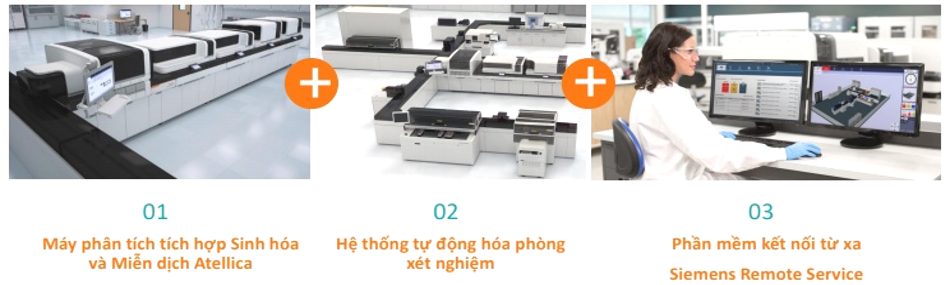 01
Máy phân tích tích hợp Sinh hóa
và Miễn dịch Atellica
02
Hệ thống tự động hóa phòng
xét nghiệm
03
Phần mềm kết nối từ xa
Siemens Remote Service